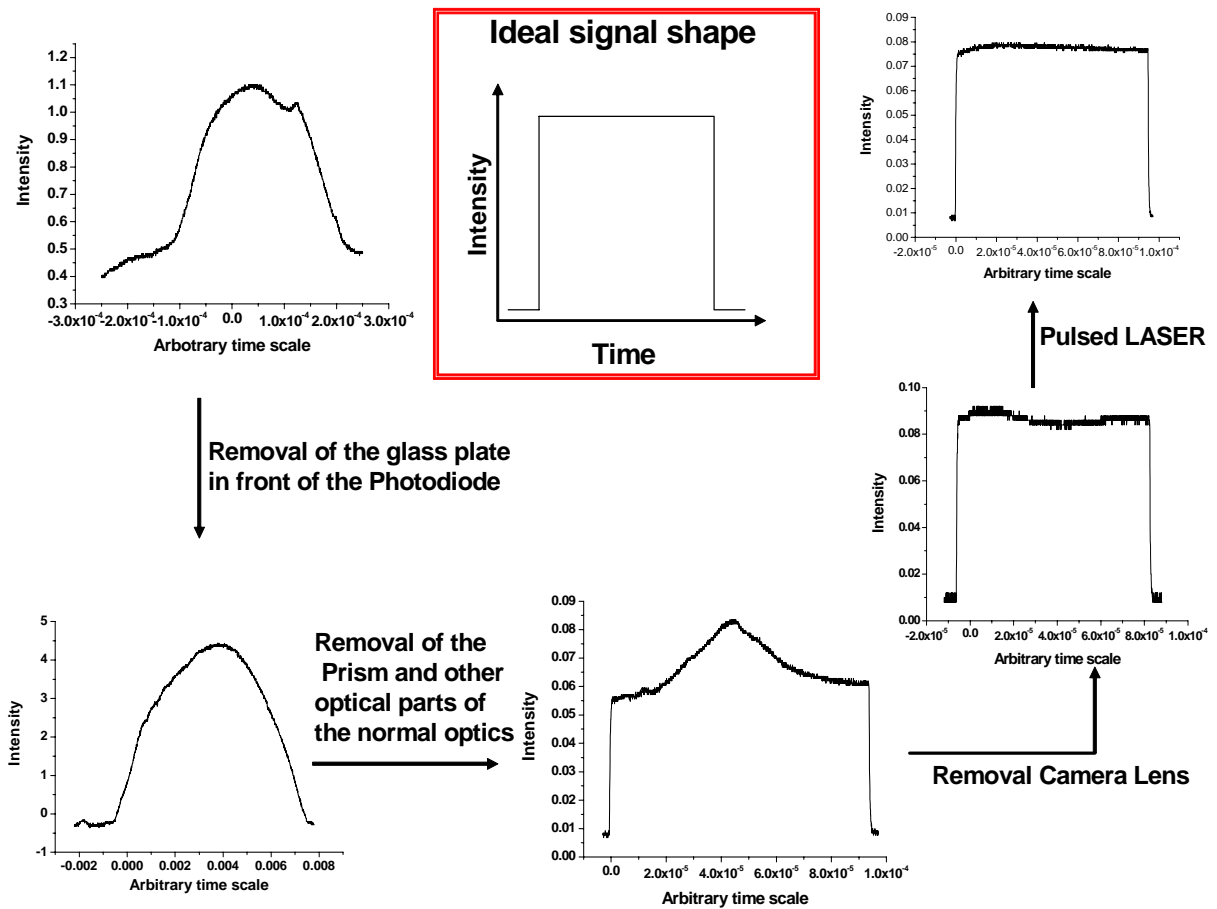 Ideal signal shape
Intensity
Time
1.2
1.1
1.0
0.9
0.8
0.7
0.6
0.5
0.4
0.3
Intensity
-3.0x10-4 -2.0x10-4 -1.0x10-4 0.0 1.0x10-4 2.0x10-4 3.0x10-4
Arbotrary time scale
Removal of the glass plate
in front of the Photodiode
5
4
3
2
1
0
-1
Intensity
-0.002 0.000 0.002 0.004 0.006 0.008
Arbitrary time scale
Removal of the
Prism and other
optical parts of
the normal optics
0.09
0.08
0.07
0.06
0.05
0.04
0.03
0.02
0.01
0.00
Intensity
0.0 2.0x10-5 4.0x10-5 6.0x10-5 8.0x10-5 1.0x10-4
Arbitrary time scale
Removal Camera Lens
0.10
0.08
0.06
0.04
0.02
0.00
Intensity
-2.0x10-5 0.0 2.0x10-5 4.0x10-5 6.0x10-5 8.0x10-5 1.0x10-4
Arbitrary time scale
Pulsed LASER
0.09
0.08
0.07
0.06
0.05
0.04
0.03
0.02
0.01
0.00
Intensity
-2.0x10-5 0.0 2.0x10-5 4.0x10-5 6.0x10-5 8.0x10-5 1.0x10-4
Arbitrary time scale